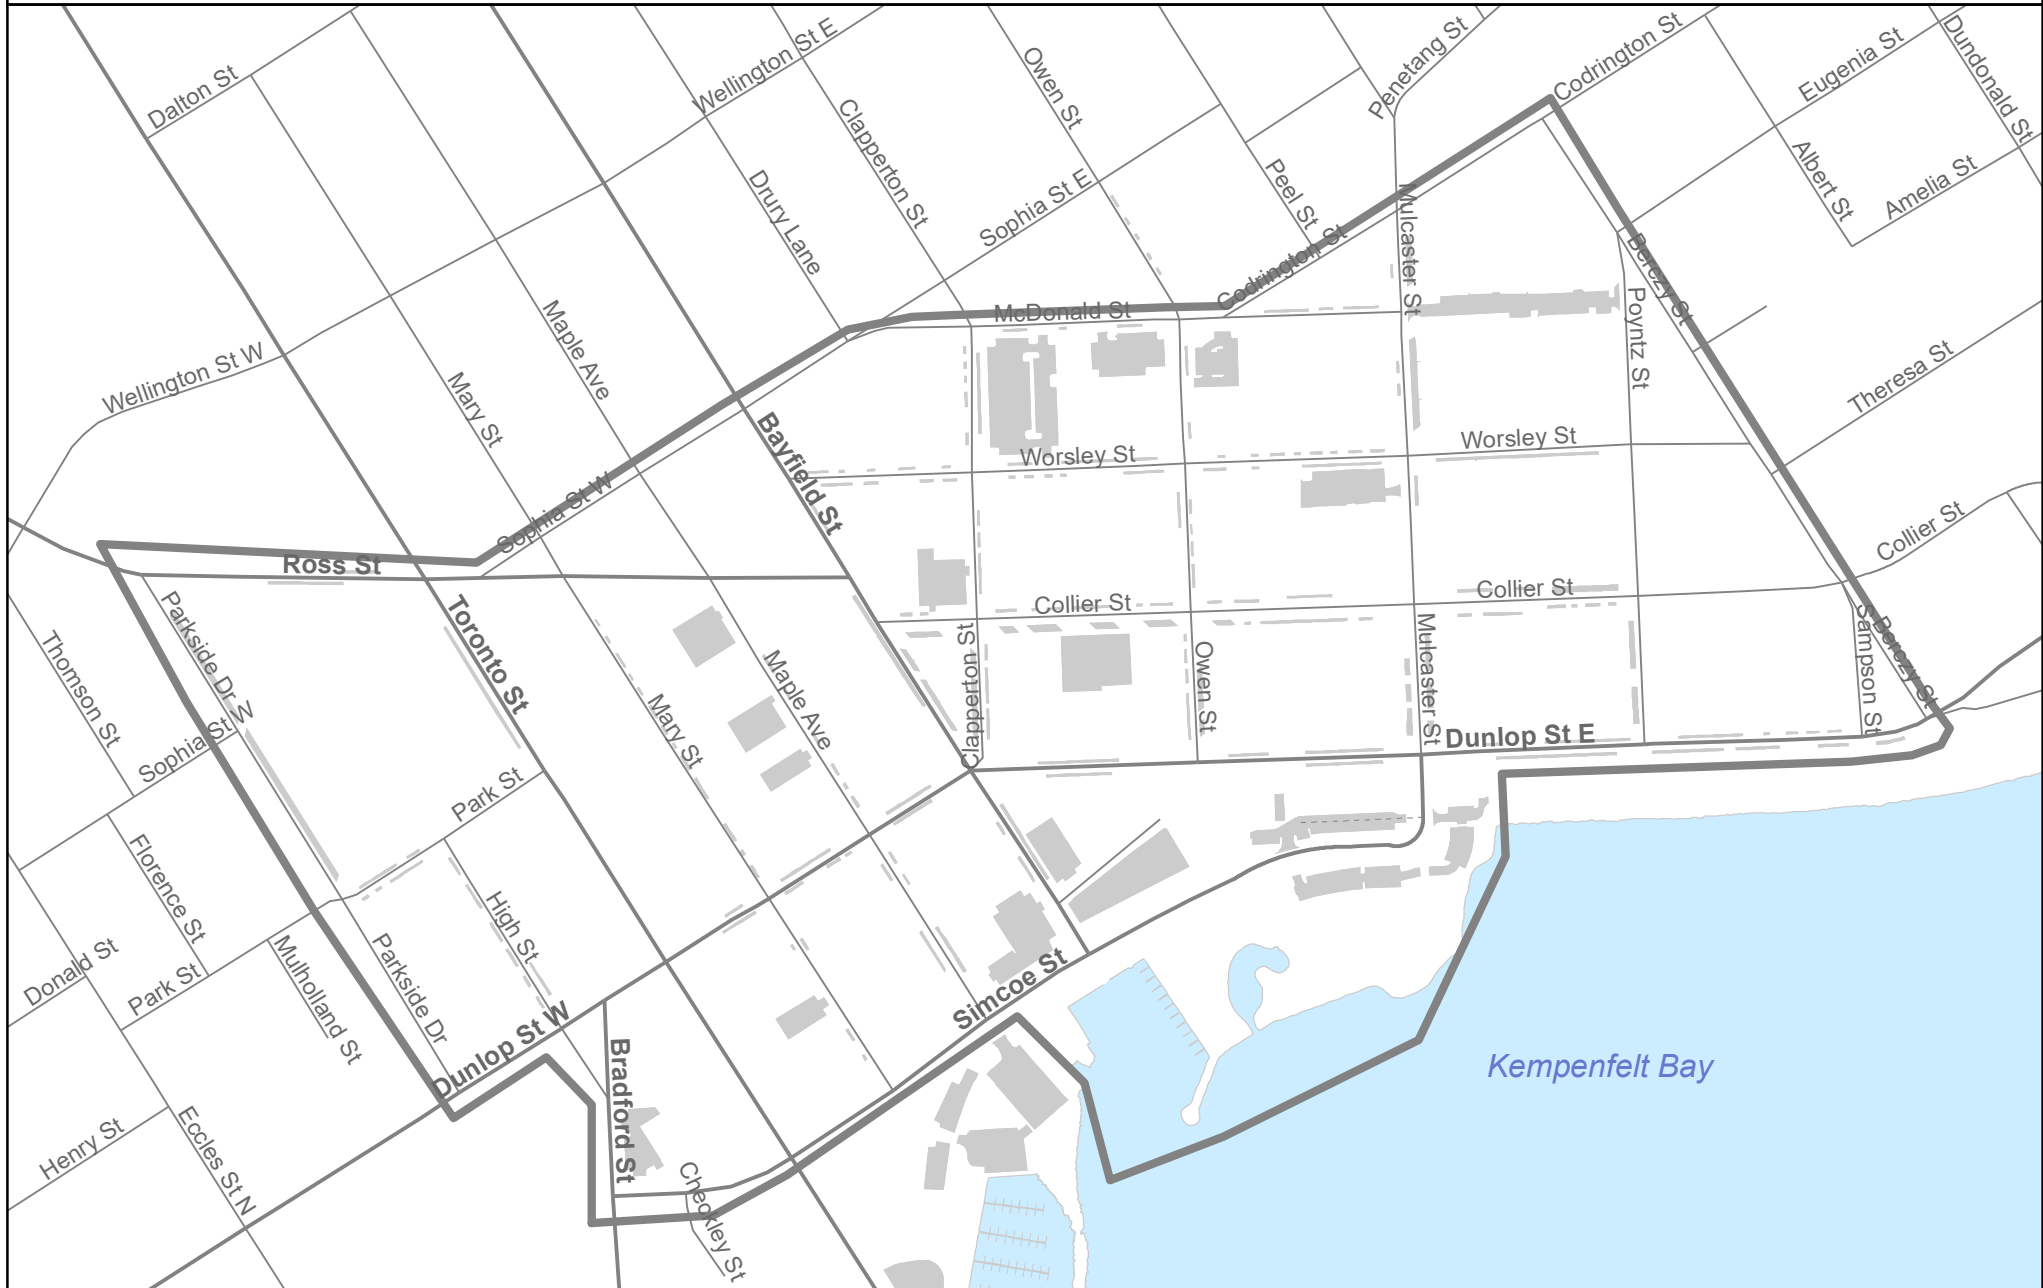 Dalton St
Wellington St E
Owen St
Penetang St
Codrington St
Eugenia St
Dundonald St
Clapperton St
Drury Lane
Sophia St E
Peel St
Mulcaster St
Albert St
Amelia St
Codrington St
Berczy St
Maple Ave
McDonald St
Poyntz St
Wellington St W
Mary St
Theresa St
Bayfield St
Worsley St
Worsley St
Sophia St W
Ross St
Collier St
Collier St
Collier St
Parkside Dr
Toronto St
Thomson St
Maple Ave
Clapperton St
Owen St
Mulcaster St
Sampson St
S Berczy St
Mary St
Sophia St W
Dunlop St E
Park St
Florence St
High St
Donald St
Park St
Mulholland St
Parkside Dr
Simcoe St
Dunlop St W
Bradford St
Kempenfelt Bay
Henry St
Eccles St N
Checkley St